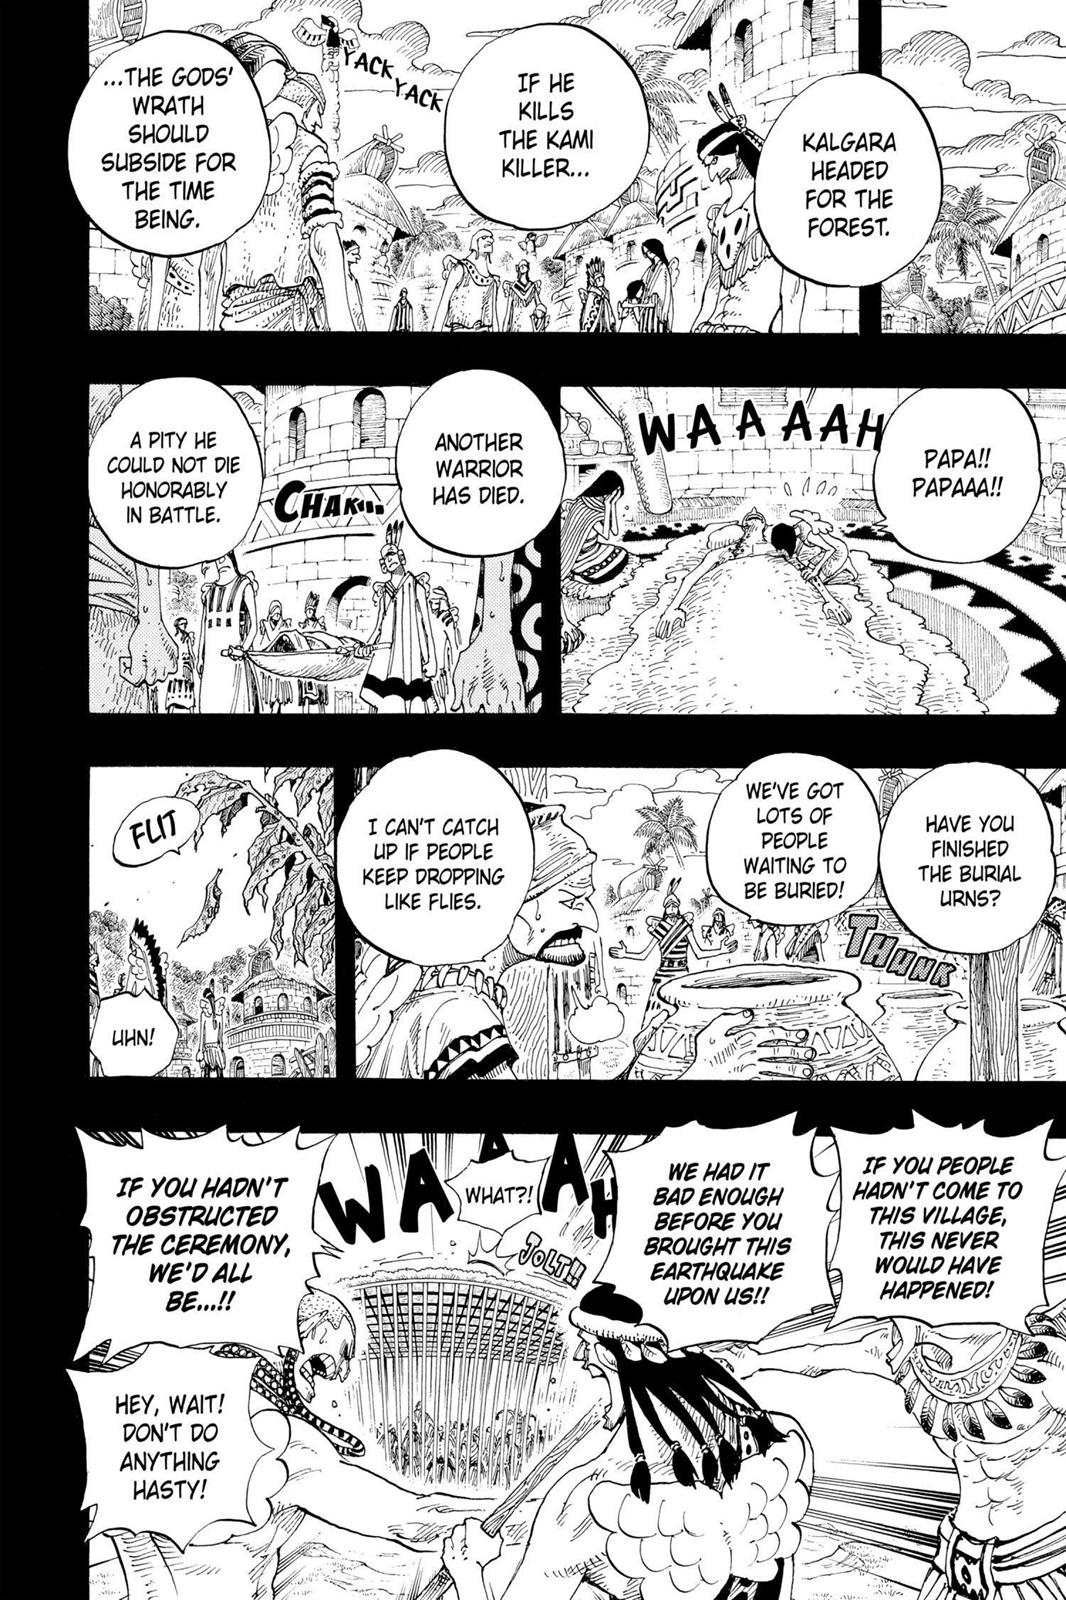 KALGARA
HEADED
FOR THE
FOREST.
IF HE
KILLS
THE KAMI
KILLER...
YACK
YACK
...THE GODS'
WRATH
SHOULD
SUBSIDE FOR
THE TIME
BEING.
PAPA!!
PAPAAA!!
WAAAAAH
ANOTHER
WARRIOR
HAS DIED.
CHAK...
A PITY HE
COULD NOT DIE
HONORABLY
IN BATTLE.
HAVE YOU
FINISHED
THE BURIAL
URNS?
THUNK
WE'VE GOT
LOTS OF
PEOPLE
WAITING TO
BE BURIED!
I CAN'T CATCH
UP IF PEOPLE
KEEP DROPPING
LIKE FLIES.
FLIT
UHN!
IF YOU PEOPLE
HADN'T COME TO
THIS VILLAGE,
THIS NEVER
WOULD HAVE
HAPPENED!
WE HAD IT
BAD ENOUGH
BEFORE YOU
BROUGHT THIS
EARTHQUAKE
UPON US!!
WAAAAH
WHAT?!
JOLT!!
IF YOU HADN'T
OBSTRUCTED
THE CEREMONY,
WE'D ALL
BE...!!
HEY, WAIT!
DON'T DO
ANYTHING
HASTY!